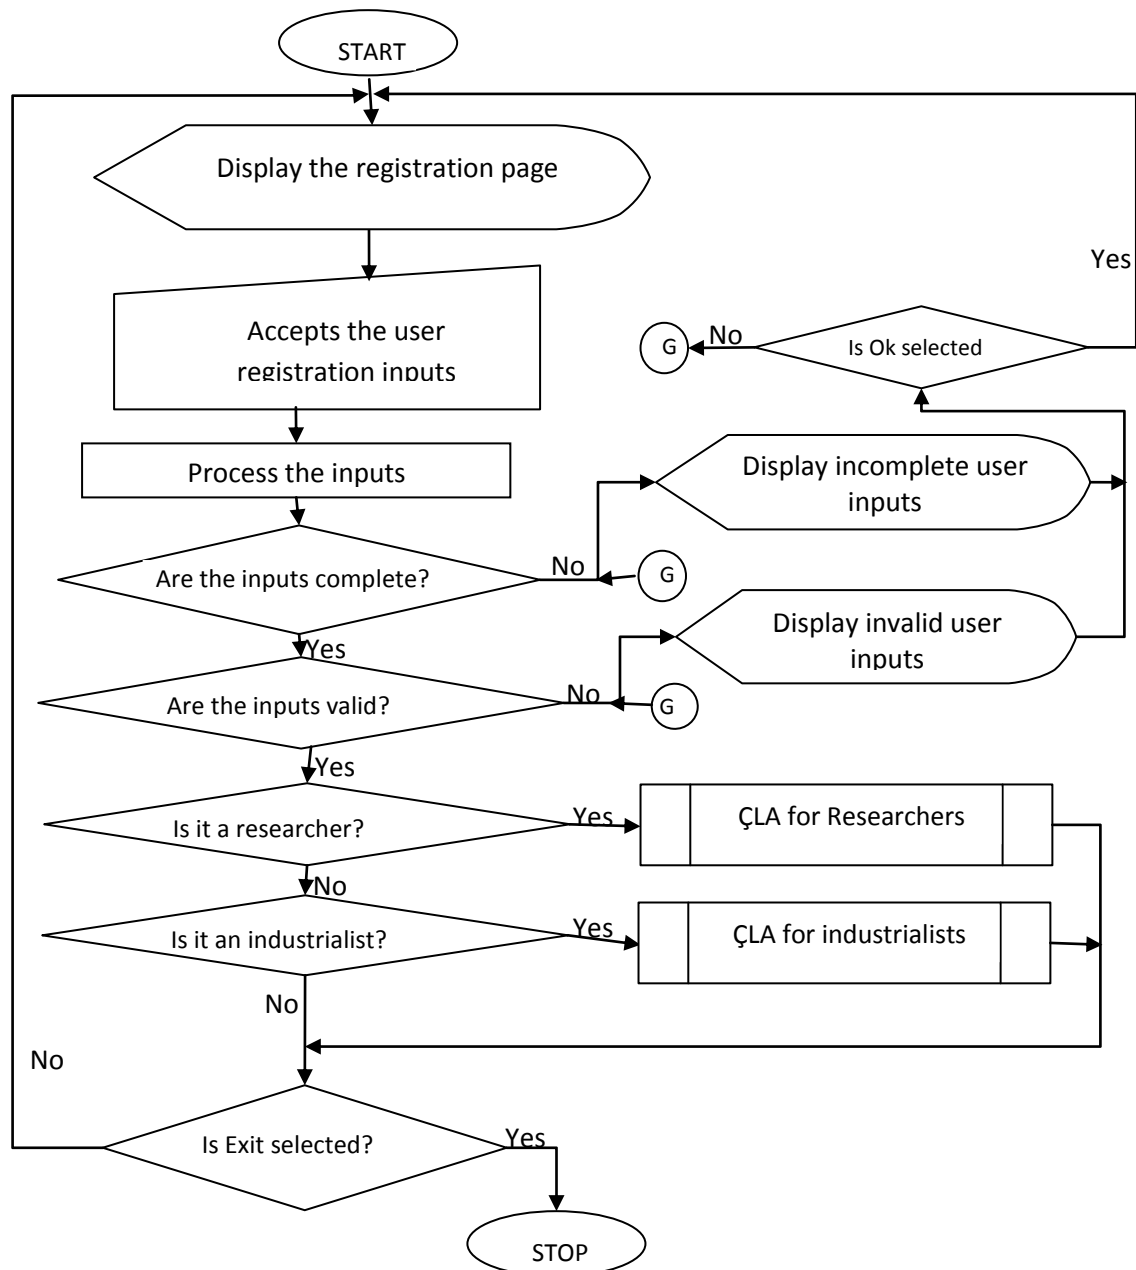 START
Display the registration page
Yes
Accepts the user
registration inputs
G
No
Is Ok selected
Process the inputs
Display incomplete user
inputs
Are the inputs complete?
No
G
Display invalid user
inputs
Yes
Are the inputs valid?
No
G
Yes
Is it a researcher?
Yes
ÇLA for Researchers
No
Is it an industrialist?
Yes
ÇLA for industrialists
No
No
Is Exit selected?
Yes
STOP